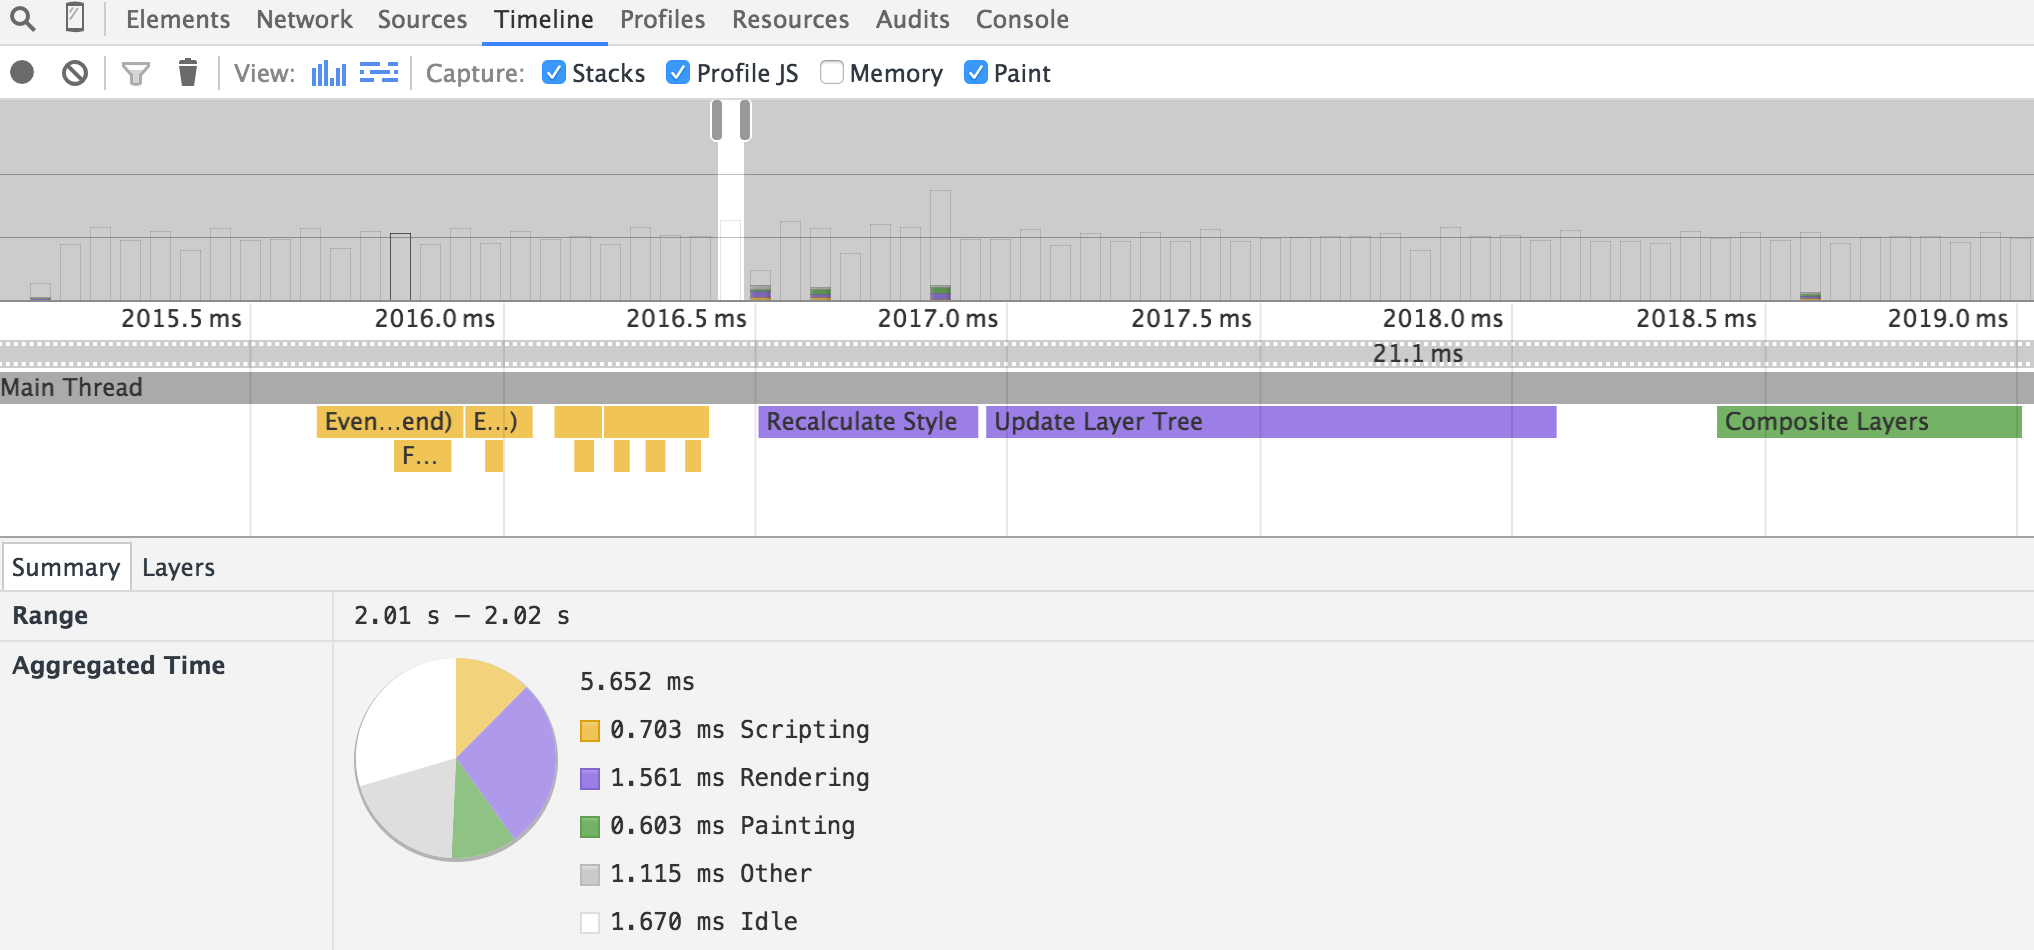 Elements Network Sources Timeline Profiles Resources Audits Console
View: Capture: Stacks Profile JS Memory Paint
2015.5 ms 2016.0 ms 2016.5 ms 2017.0 ms 2017.5 ms 2018.0 ms 2018.5 ms 2019.0 ms
21.1 ms
Main Thread
Even...end) E...) Recalculate Style Update Layer Tree Composite Layers
F...
Summary Layers
Range 2.01 s – 2.02 s
Aggregated Time
5.652 ms
0.703 ms Scripting
1.561 ms Rendering
0.603 ms Painting
1.115 ms Other
1.670 ms Idle